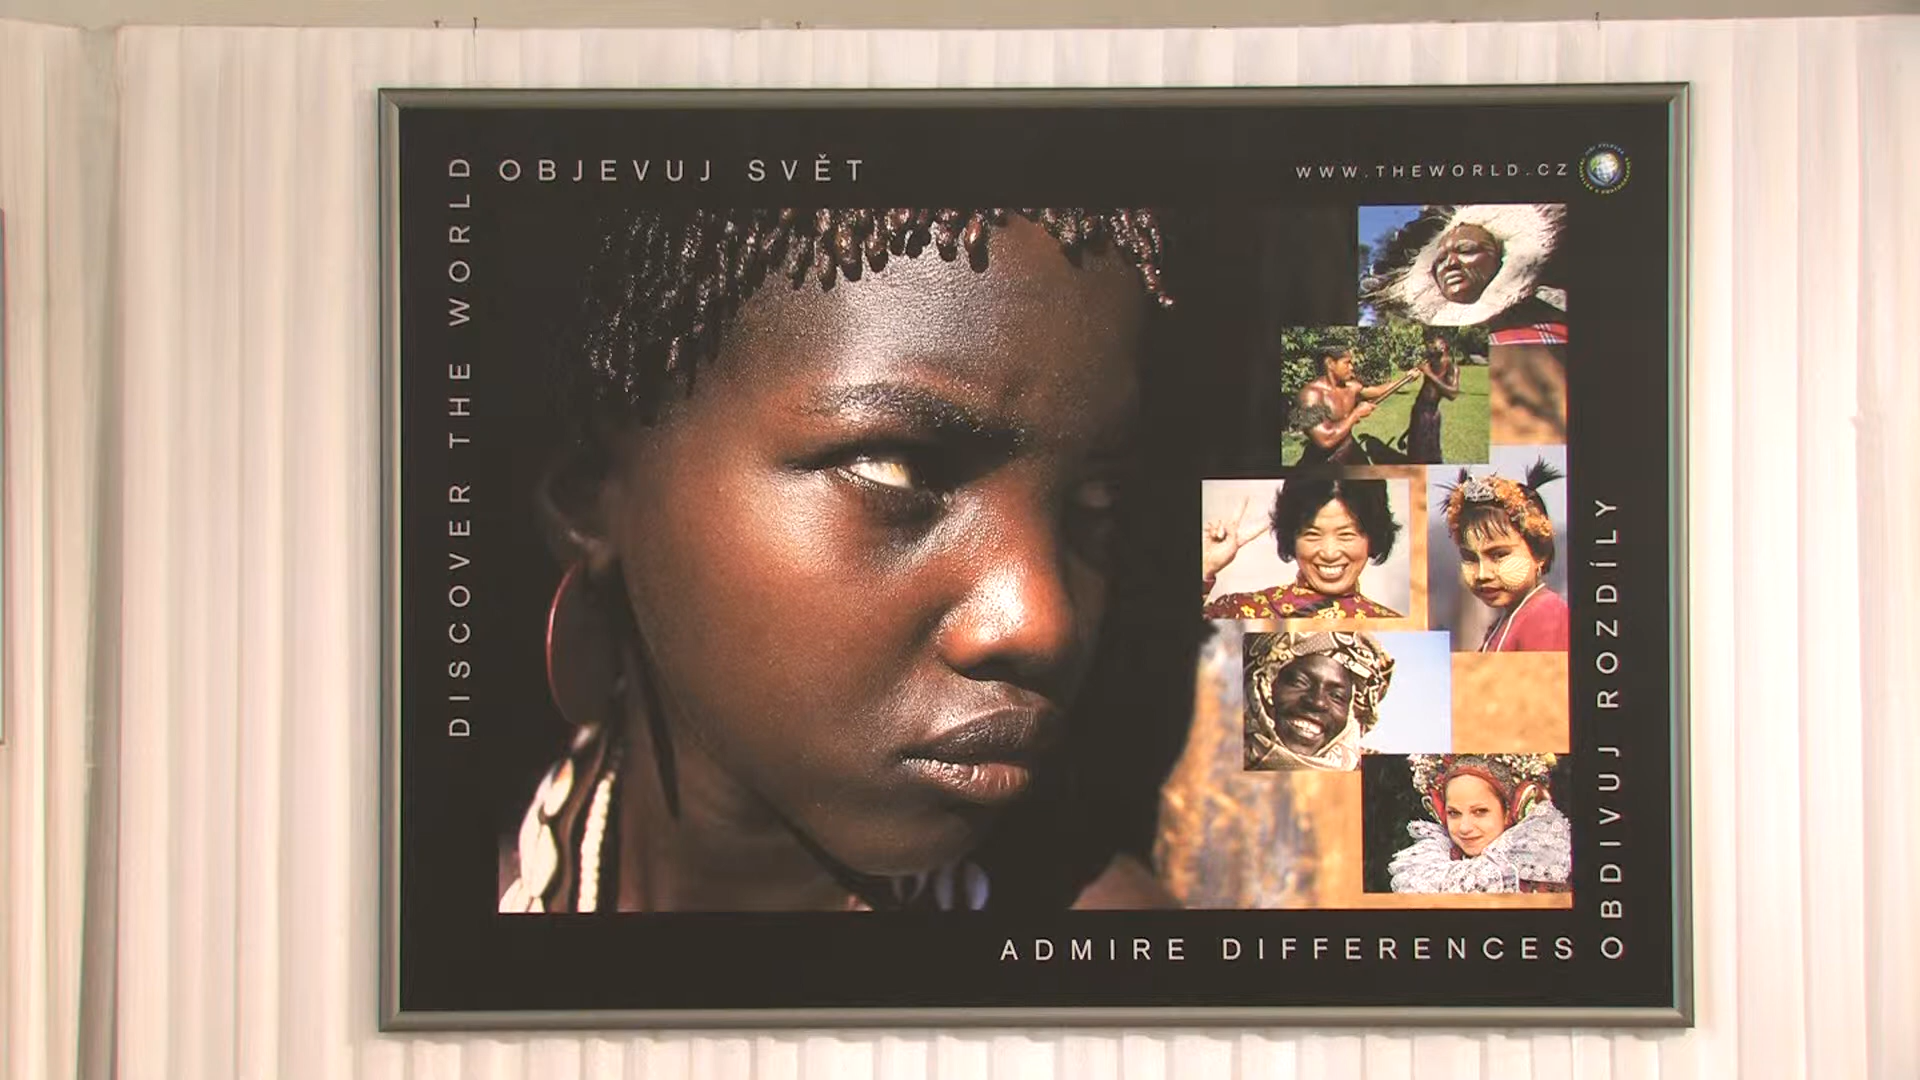 OBJEVUJ SVĚT
WWW.THEWORLD.CZ
DISCOVER THE WORLD
OBDIVUJ ROZDÍLY
ADMIRE DIFFERENCES